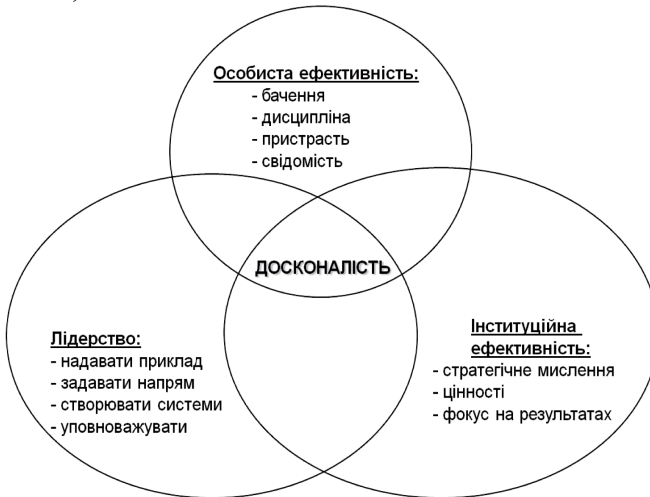 Особиста ефективність:
- бачення
- дисципліна
- пристрасть
- свідомість
ДОСКОНАЛІСТЬ
Лідерство:
- надавати приклад
- задавати напрям
- створювати системи
- уповноважувати
Інституційна
ефективність:
- стратегічне мислення
- цінності
- фокус на результатах